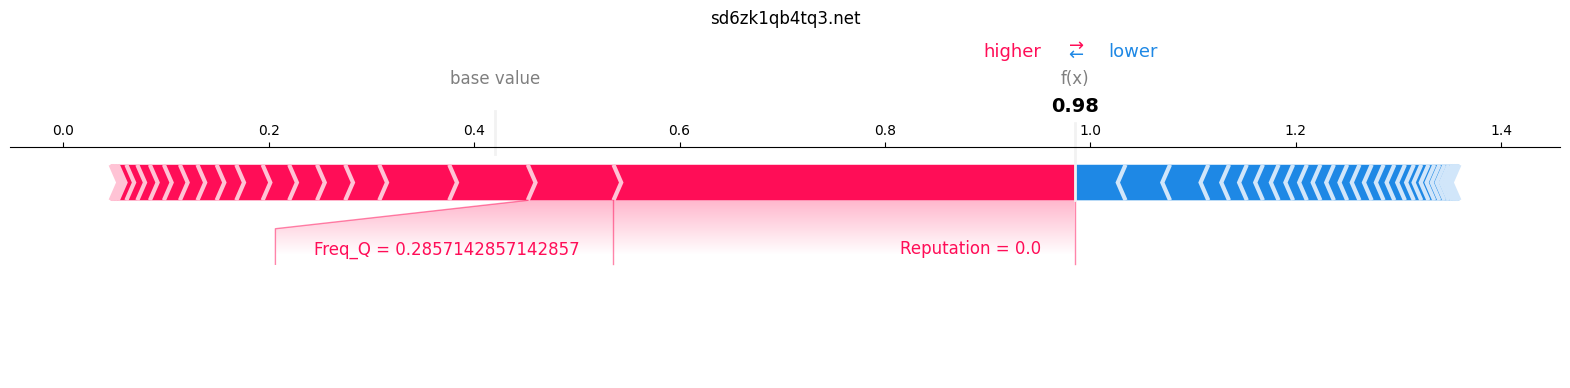 sd6zk1qb4tq3.net
higher → ← lower
base value f(x)
0.98
0.0 0.2 0.4 0.6 0.8 1.0 1.2 1.4
Freq_Q = 0.2857142857142857 Reputation = 0.0